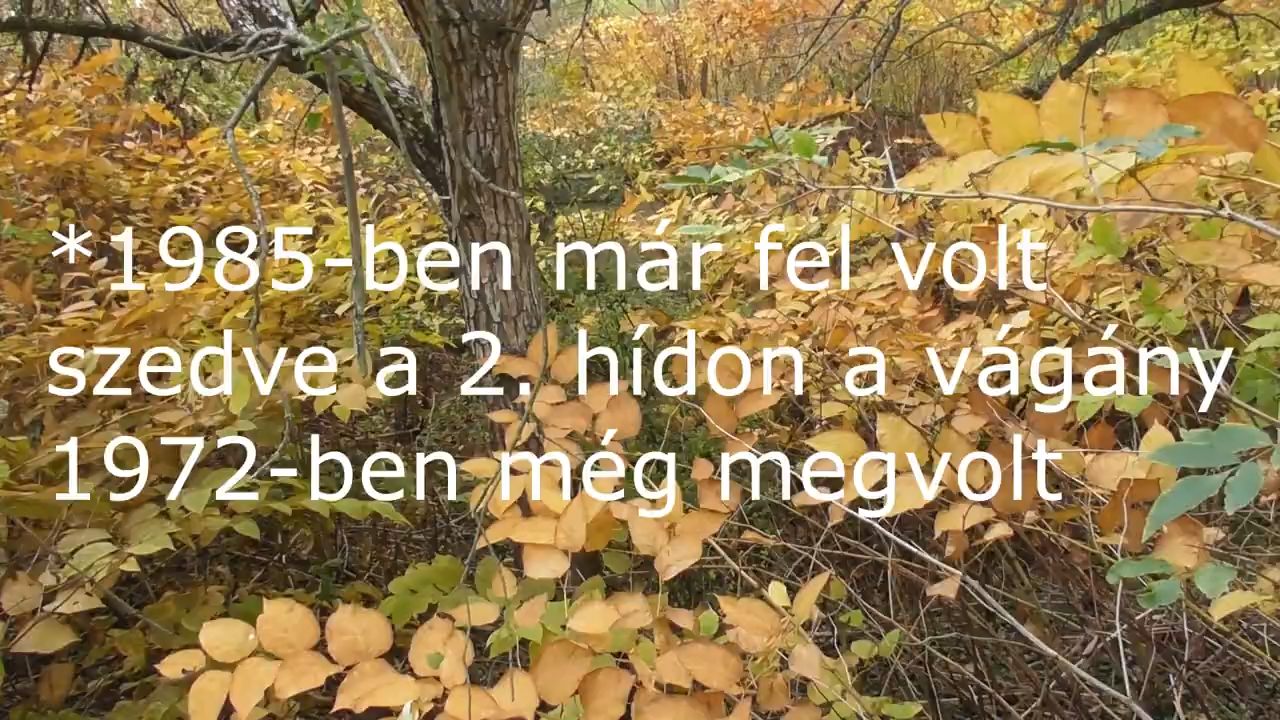 *1985-ben már fel volt
szedve a 2. hídon a vágány
1972-ben még megvolt